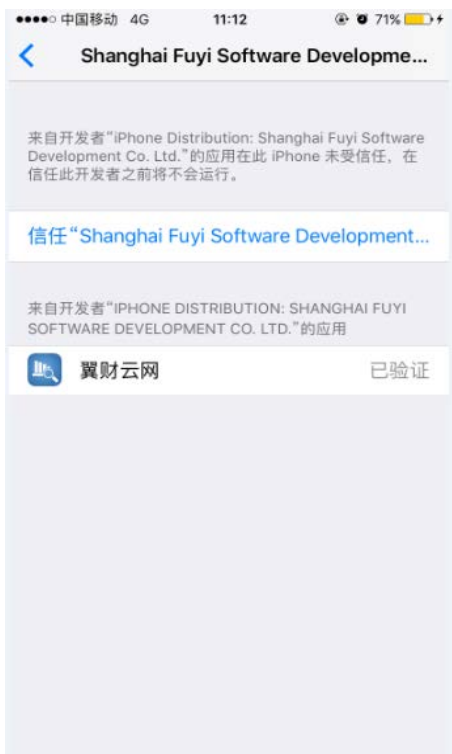 中国移动 4G 11:12 71%
Shanghai Fuyi Software Developme...
来自开发者“iPhone Distribution: Shanghai Fuyi Software
Development Co. Ltd.”的应用在此 iPhone 未受信任，在
信任此开发者之前将不会运行。
信任“Shanghai Fuyi Software Development...
来自开发者“IPHONE DISTRIBUTION: SHANGHAI FUYI
SOFTWARE DEVELOPMENT CO. LTD.”的应用
翼财云网 已验证